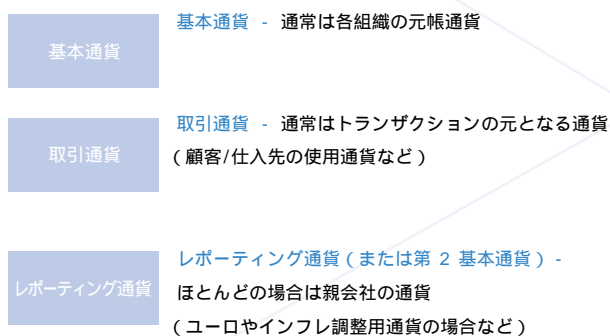 基本通貨
基本通貨 - 通常は各組織の元帳通貨
取引通貨
取引通貨 - 通常はトランザクションの元となる通貨
(顧客/仕入先の使用通貨など)
レポーティング通貨
レポーティング通貨(または第 2 基本通貨) -
ほとんどの場合は親会社の通貨
(ユーロやインフレ調整用通貨の場合など)